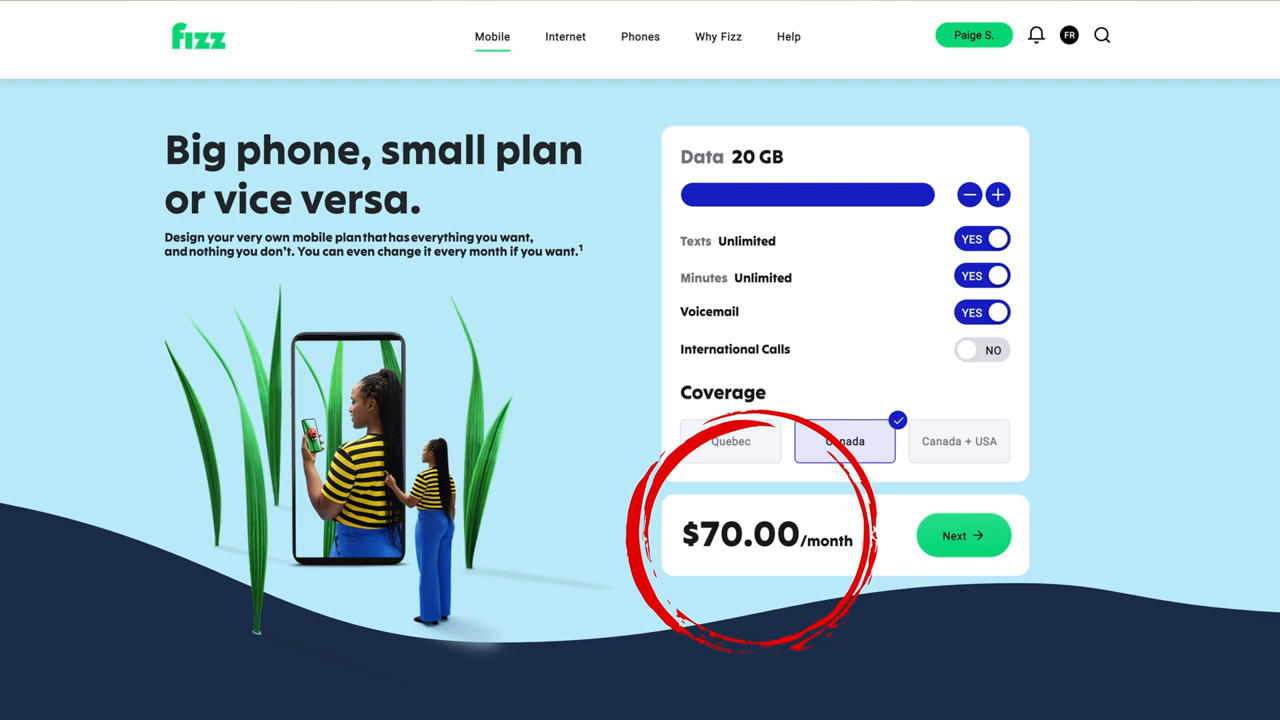 fizz
Mobile
Internet
Phones
Why Fizz
Help
Paige S.
FR
Big phone, small plan
or vice versa.
Design your very own mobile plan that has everything you want,
and nothing you don't. You can even change it every month if you want.¹
Data 20 GB
Texts Unlimited
YES
Minutes Unlimited
YES
Voicemail
YES
International Calls
NO
Coverage
Quebec
Canada
Canada + USA
$70.00/month
Next →